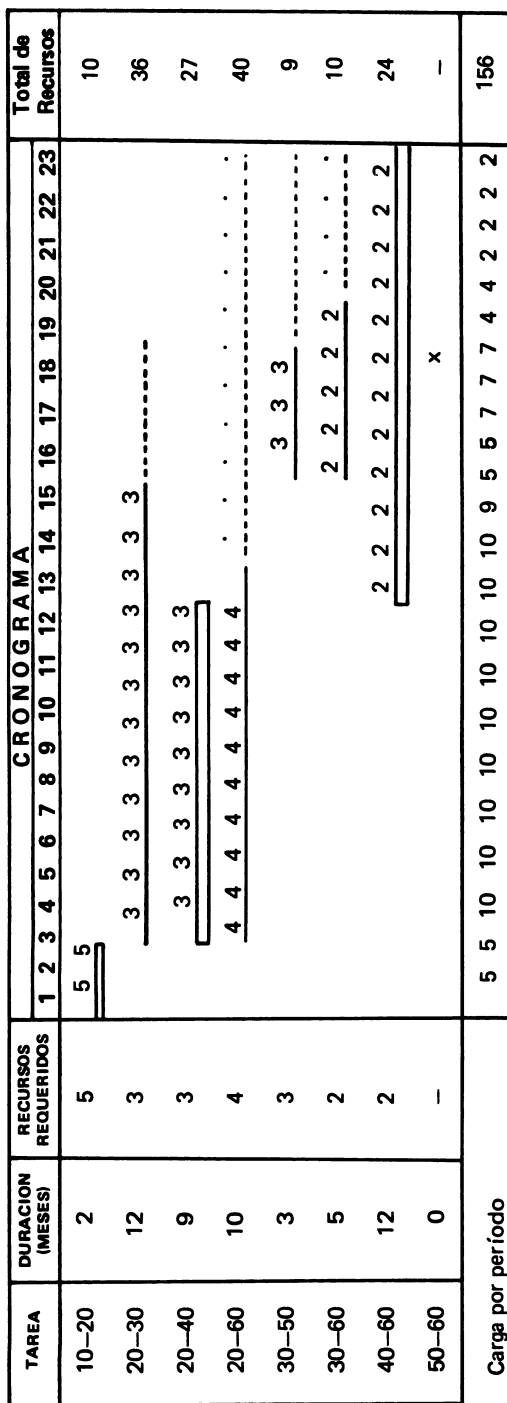 TAREA DURACION (MESES) RECURSOS REQUERIDOS CRONOGRAMA Total de Recursos
1 2 3 4 5 6 7 8 9 10 11 12 13 14 15 16 17 18 19 20 21 22 23
10–20 2 5 5 5 10
20–30 12 3 3 3 3 3 3 3 3 3 3 3 3 3 36
20–40 9 3 3 3 3 3 3 3 3 3 3 27
20–60 10 4 4 4 4 4 4 4 4 4 4 4 40
30–50 3 3 3 3 3 9
30–60 5 2 2 2 2 2 2 10
40–60 12 2 2 2 2 2 2 2 2 2 2 2 2 2 24
50–60 0 – x –
Carga por período 5 5 10 10 10 10 10 10 10 10 10 9 5 5 7 7 7 4 4 2 2 2 2 156